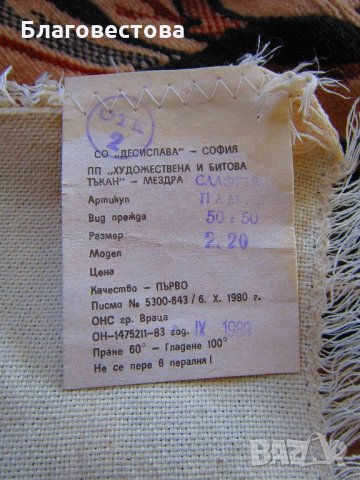 Благовестова
ОТК
2
СО „ДЕСИСЛАВА" – СОФИЯ
ПП „ХУДОЖЕСТВЕНА И БИТОВА
ТЪКАН" – МЕЗДРА
Артикул
Вид прежда
Размер 50 x 50
Модел 2.20
Цена
Качество – ПЪРВО
Писмо № 5300-643/6. X. 1980 г.
ОНС гр. Враца
ОН-1475211-83 год. IX 1989
Пране 60° – Гладене 100°
Не се пере в пералня!
BAZAR